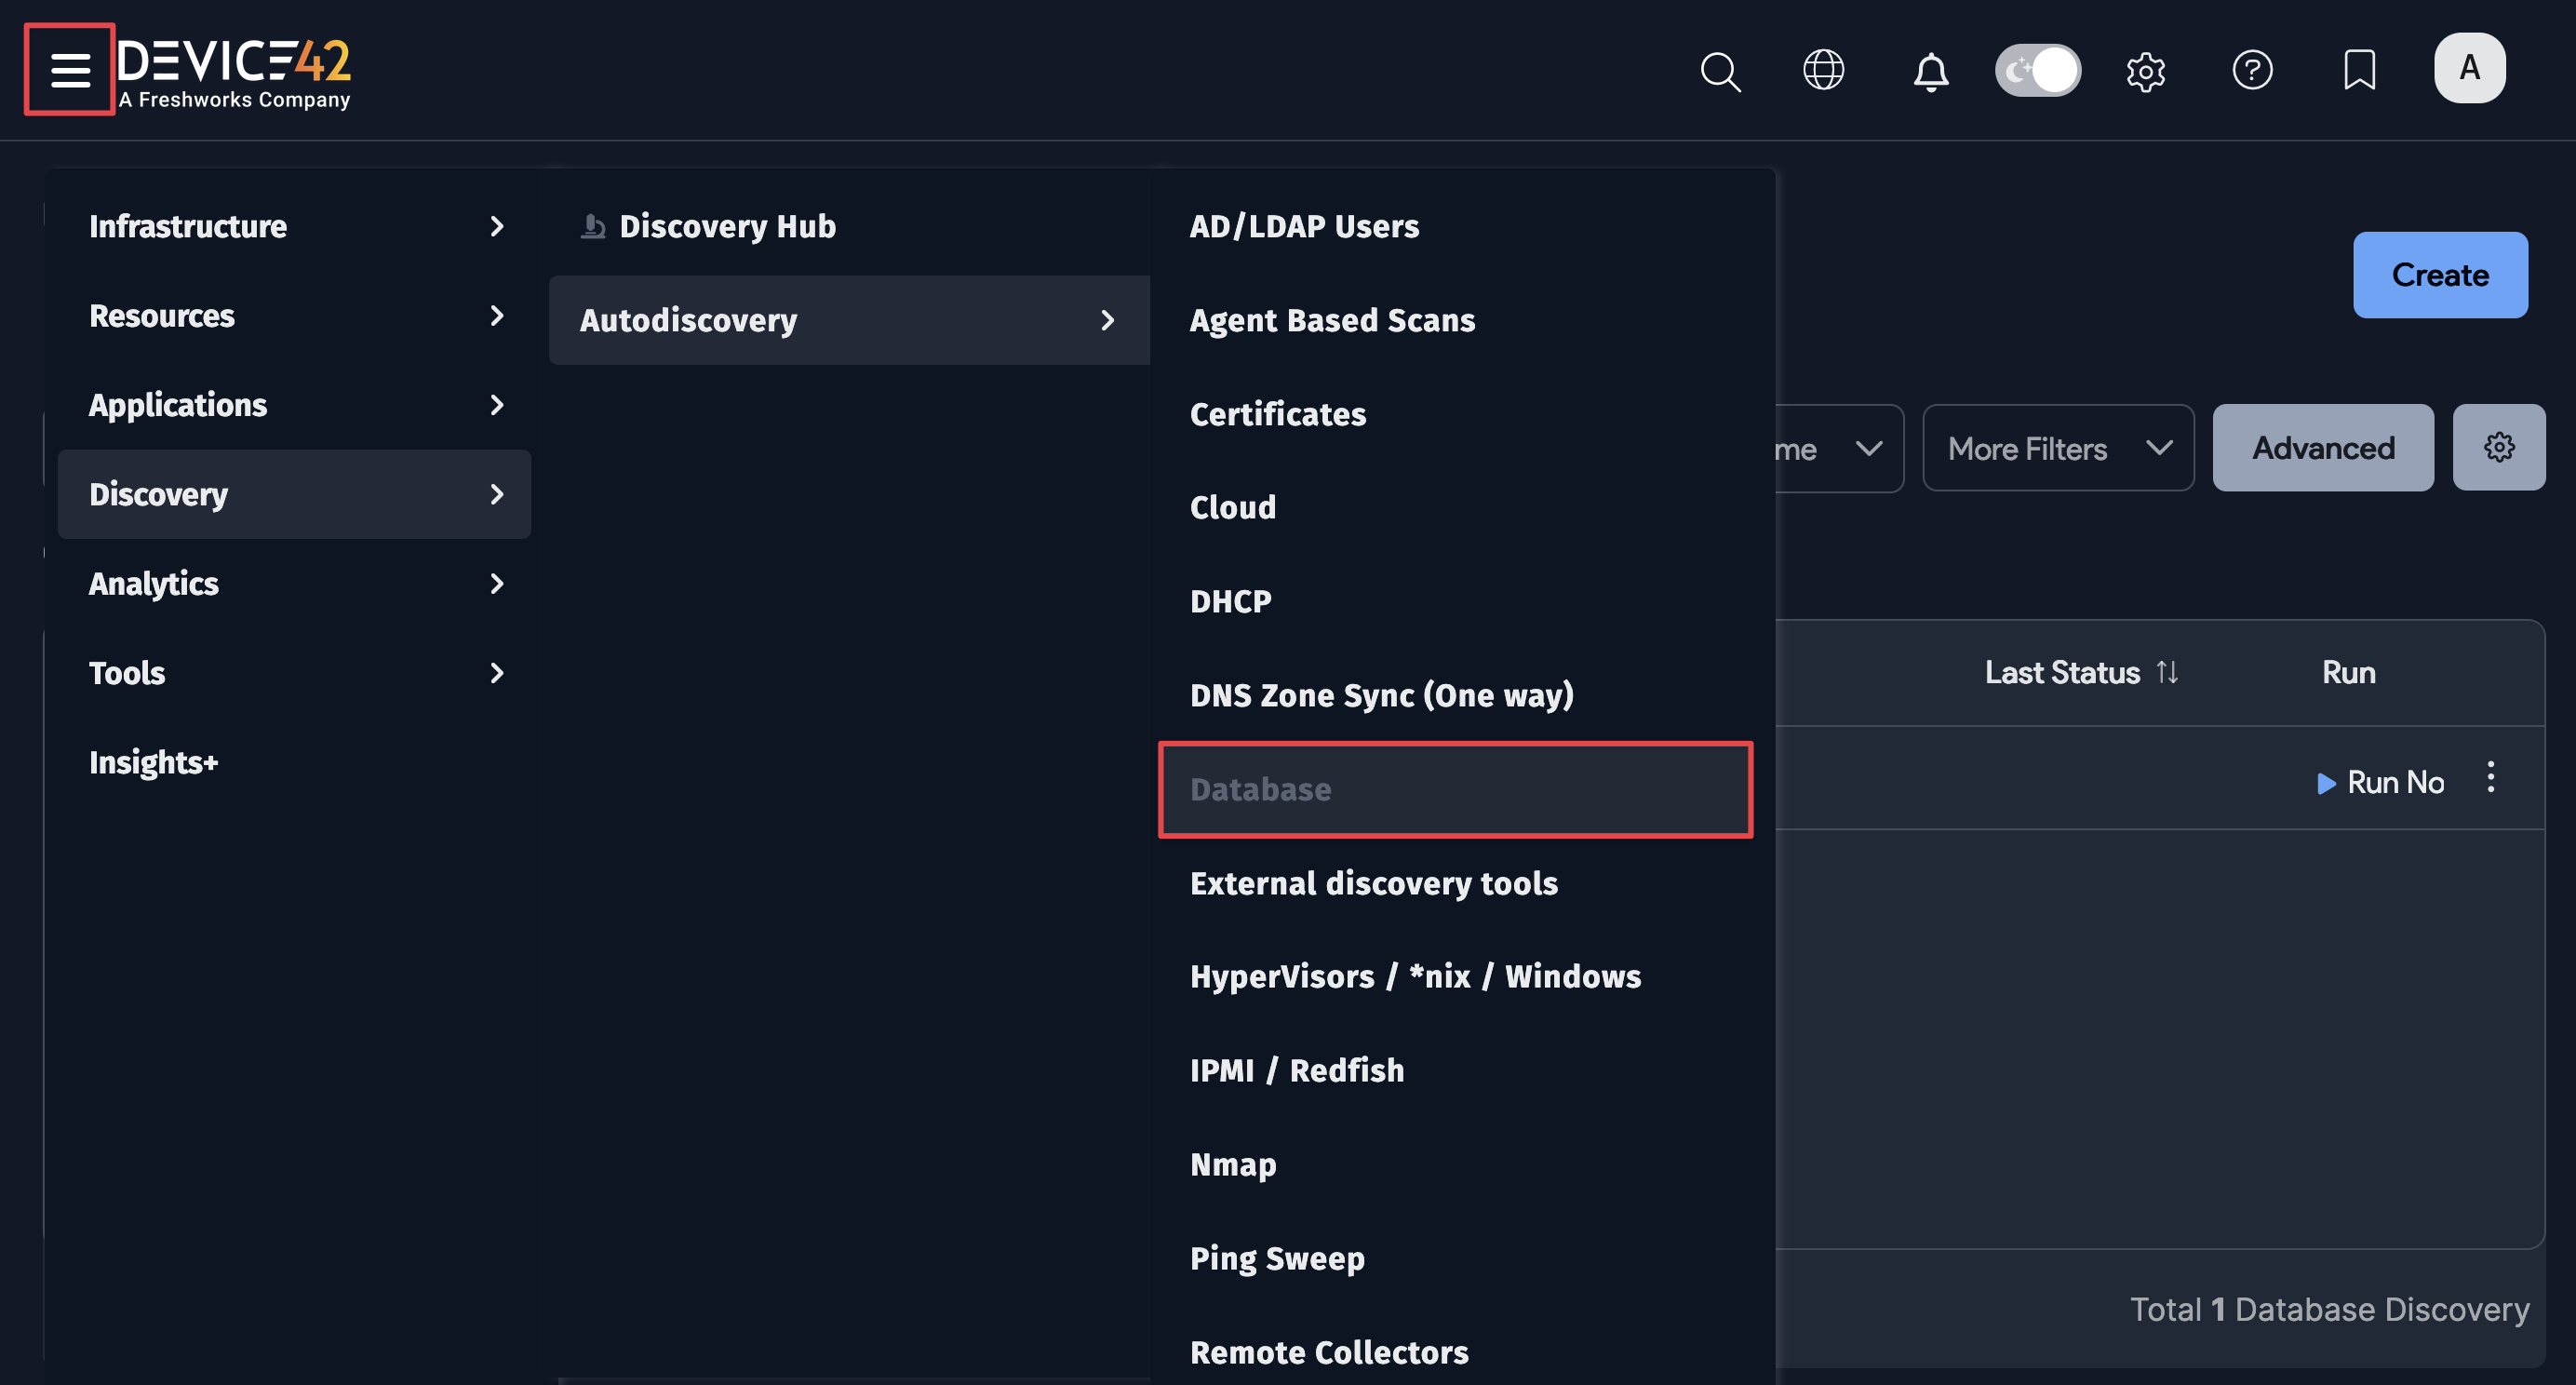 DEVICE42
A Freshworks Company
A
Infrastructure
Resources
Applications
Discovery
Analytics
Tools
Insights+
Discovery Hub
Autodiscovery
AD/LDAP Users
Agent Based Scans
Certificates
Cloud
DHCP
DNS Zone Sync (One way)
Database
External discovery tools
HyperVisors / *nix / Windows
IPMI / Redfish
Nmap
Ping Sweep
Remote Collectors
Create
me
More Filters
Advanced
Last Status
Run
Run No
Total 1 Database Discovery